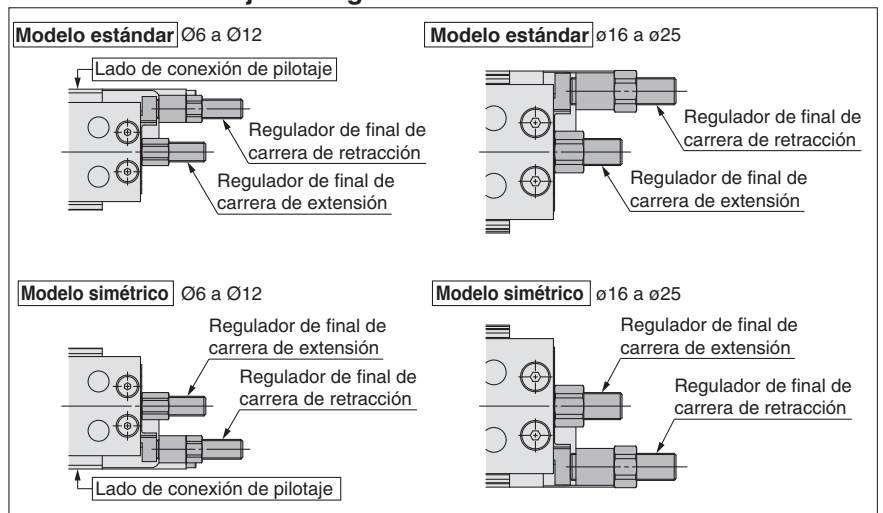 Modelo estándar Ø6 a Ø12
Lado de conexión de pilotaje
Regulador de final de
carrera de retracción
Regulador de final de
carrera de extensión
Modelo estándar ø16 a ø25
Regulador de final de
carrera de retracción
Regulador de final de
carrera de extensión
Modelo simétrico Ø6 a Ø12
Regulador de final de
carrera de extensión
Regulador de final de
carrera de retracción
Lado de conexión de pilotaje
Modelo simétrico ø16 a ø25
Regulador de final de
carrera de extensión
Regulador de final de
carrera de retracción